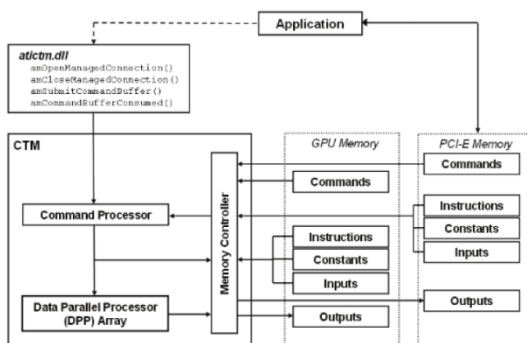 Application
atictm.dll
amOpenManagedConnection()
amCloseManagedConnection()
amSubmitCommandBuffer()
amCommandBufferConsumed()
CTM
GPU Memory
PCI-E Memory
Commands
Commands
Command Processor
Memory Controller
Instructions
Constants
Inputs
Instructions
Constants
Inputs
Data Parallel Processor
(DPP) Array
Outputs
Outputs